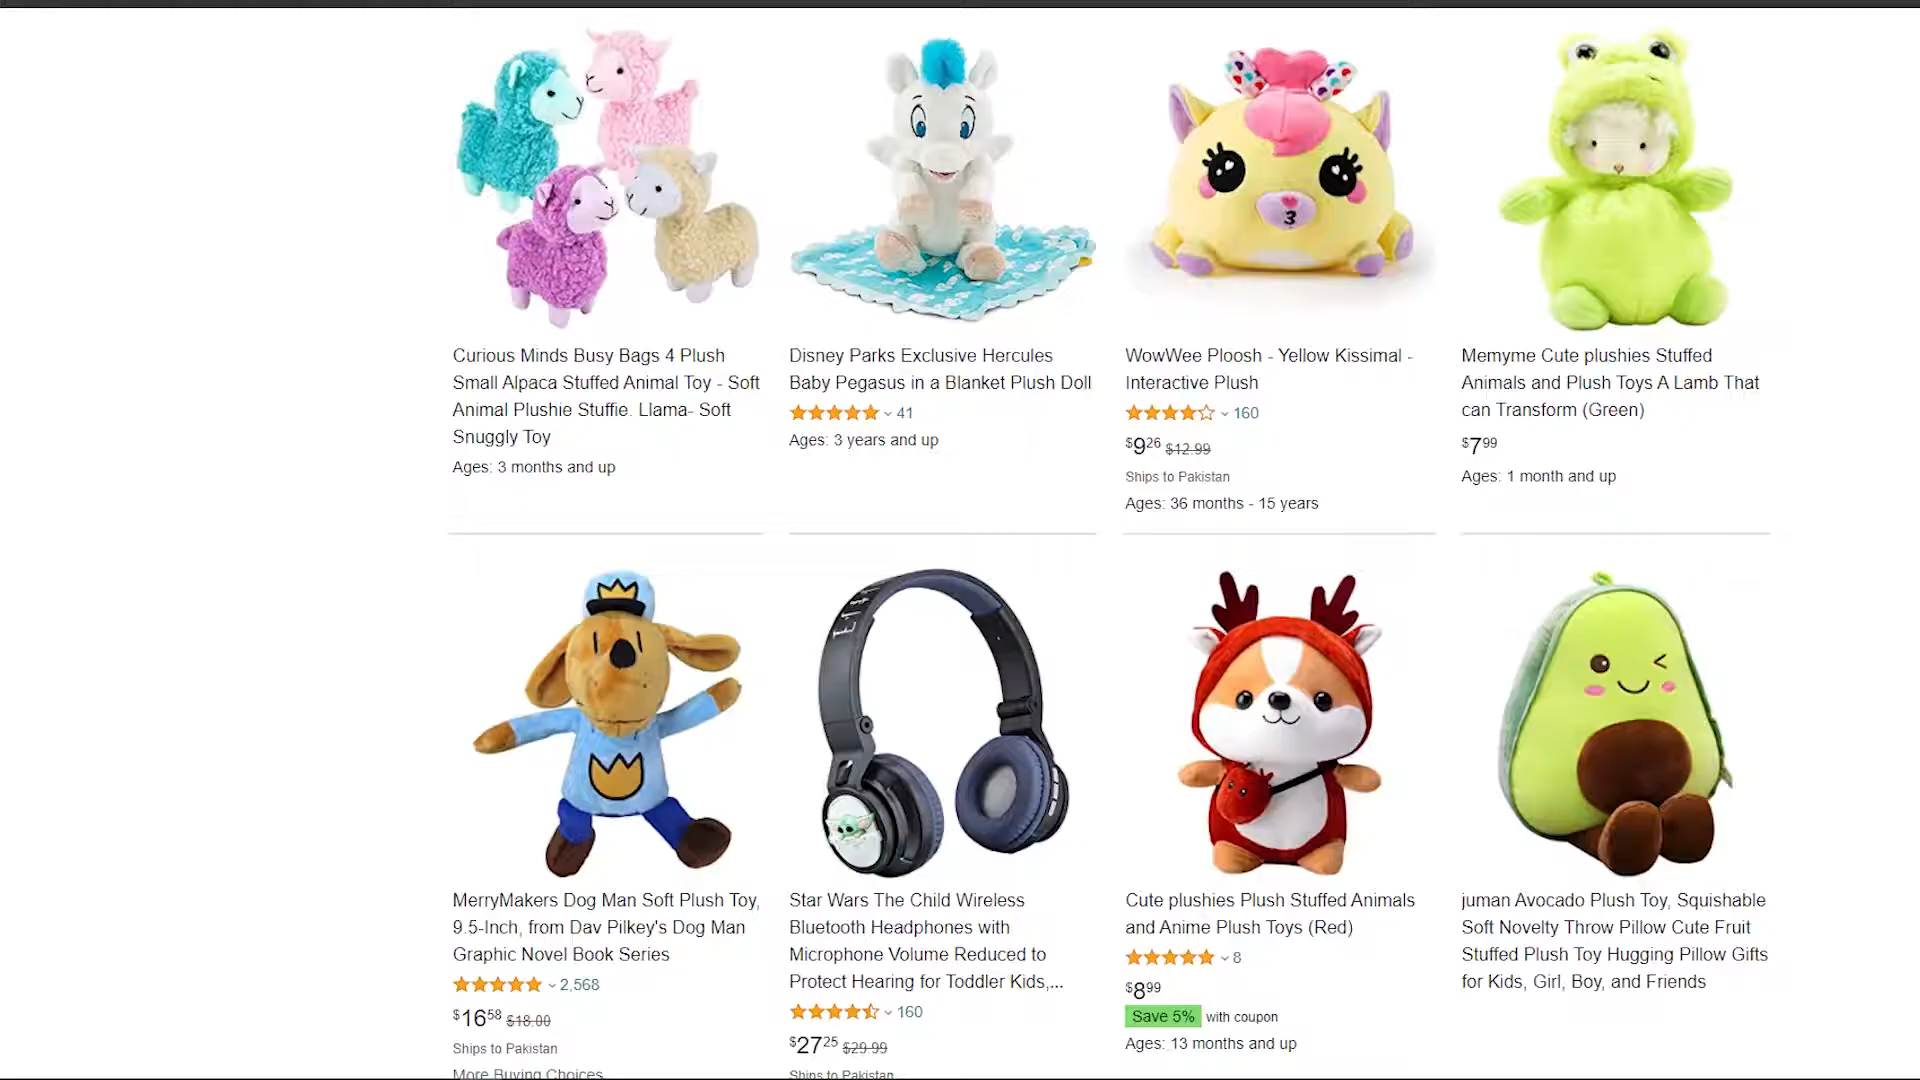 Curious Minds Busy Bags 4 Plush
Small Alpaca Stuffed Animal Toy - Soft
Animal Plushie Stuffie. Llama- Soft
Snuggly Toy
Ages: 3 months and up
Disney Parks Exclusive Hercules
Baby Pegasus in a Blanket Plush Doll
41
Ages: 3 years and up
WowWee Ploosh - Yellow Kissimal -
Interactive Plush
160
$9.26 $12.99
Ships to Pakistan
Ages: 36 months - 15 years
Memyme Cute plushies Stuffed
Animals and Plush Toys A Lamb That
can Transform (Green)
$7.99
Ages: 1 month and up
MerryMakers Dog Man Soft Plush Toy,
9.5-Inch, from Dav Pilkey's Dog Man
Graphic Novel Book Series
2,568
$16.58 $18.00
Ships to Pakistan
More Buying Choices
Star Wars The Child Wireless
Bluetooth Headphones with
Microphone Volume Reduced to
Protect Hearing for Toddler Kids,...
160
$27.25 $29.99
Ships to Pakistan
Cute plushies Plush Stuffed Animals
and Anime Plush Toys (Red)
8
$8.99
Save 5% with coupon
Ages: 13 months and up
juman Avocado Plush Toy, Squishable
Soft Novelty Throw Pillow Cute Fruit
Stuffed Plush Toy Hugging Pillow Gifts
for Kids, Girl, Boy, and Friends